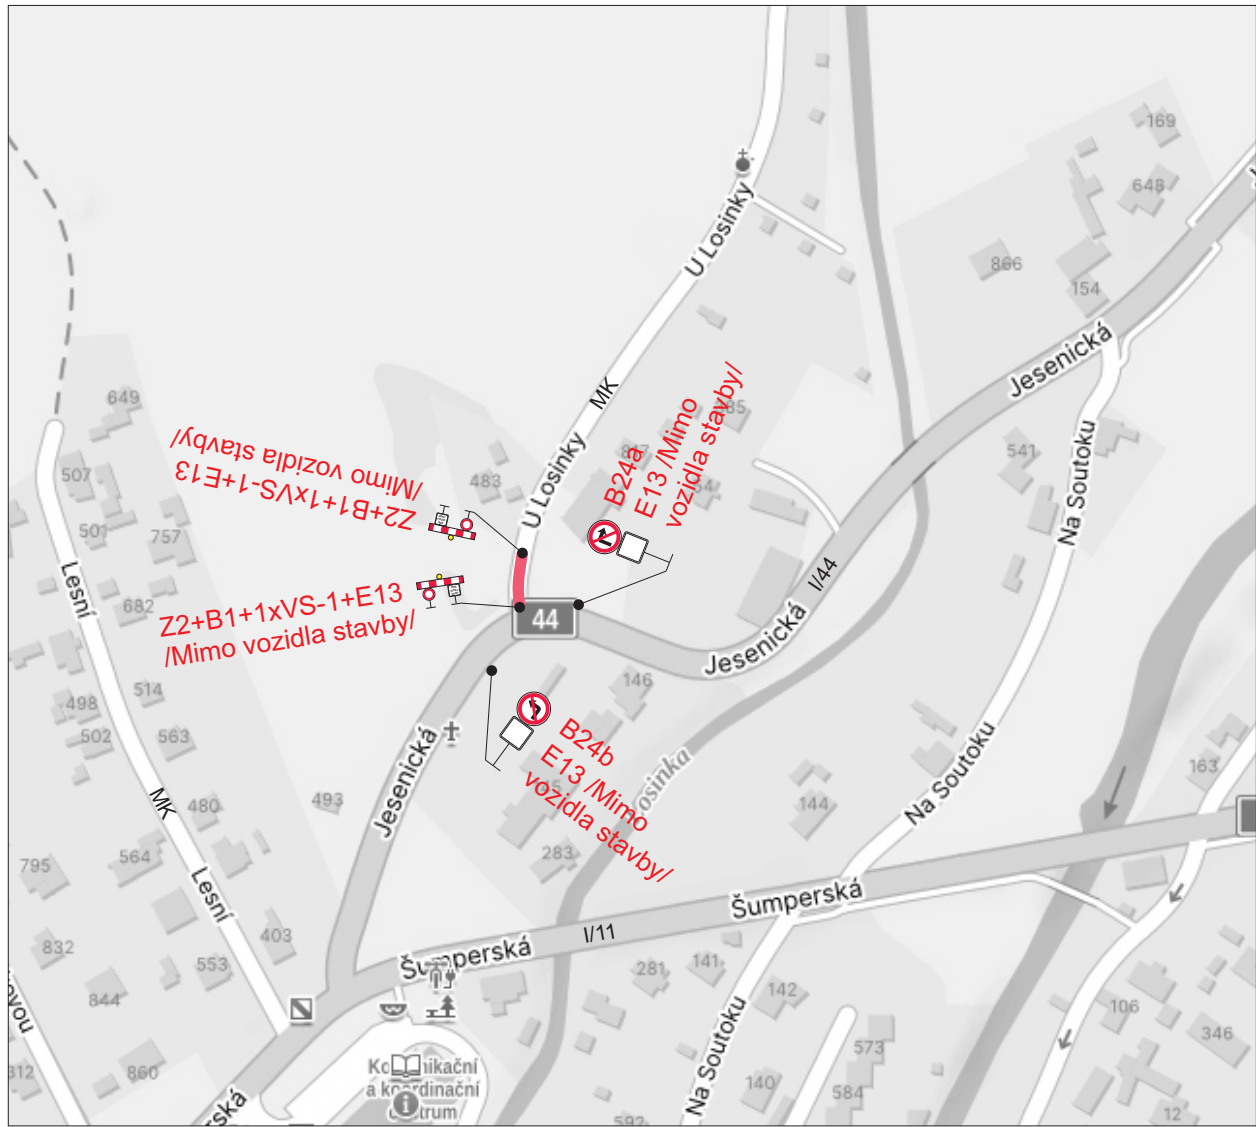 169
648
866
154
U Losinky
Jesenická
MK
649
507
501
757
682
Lesní
514
498
502
563
480
MK
564
795
Lesní
403
553
832
844
860
312
493
483
U Losinky
Z2+B1+1xVS-1+E13
/Mimo vozidla stavby/
Z2+B1+1xVS-1+E13
/Mimo vozidla stavby/
B24a
E13 /Mimo
vozidla stavby/
44
I/44
Jesenická
541
Na Soutoku
146
B24b
E13 /Mimo
vozidla stavby/
Jesenická
283
144
Na Soutoku
163
Šumperská
I/11
Šumperská
281
141
142
Na Soutoku
140
573
584
592
106
346
12
a koordinační